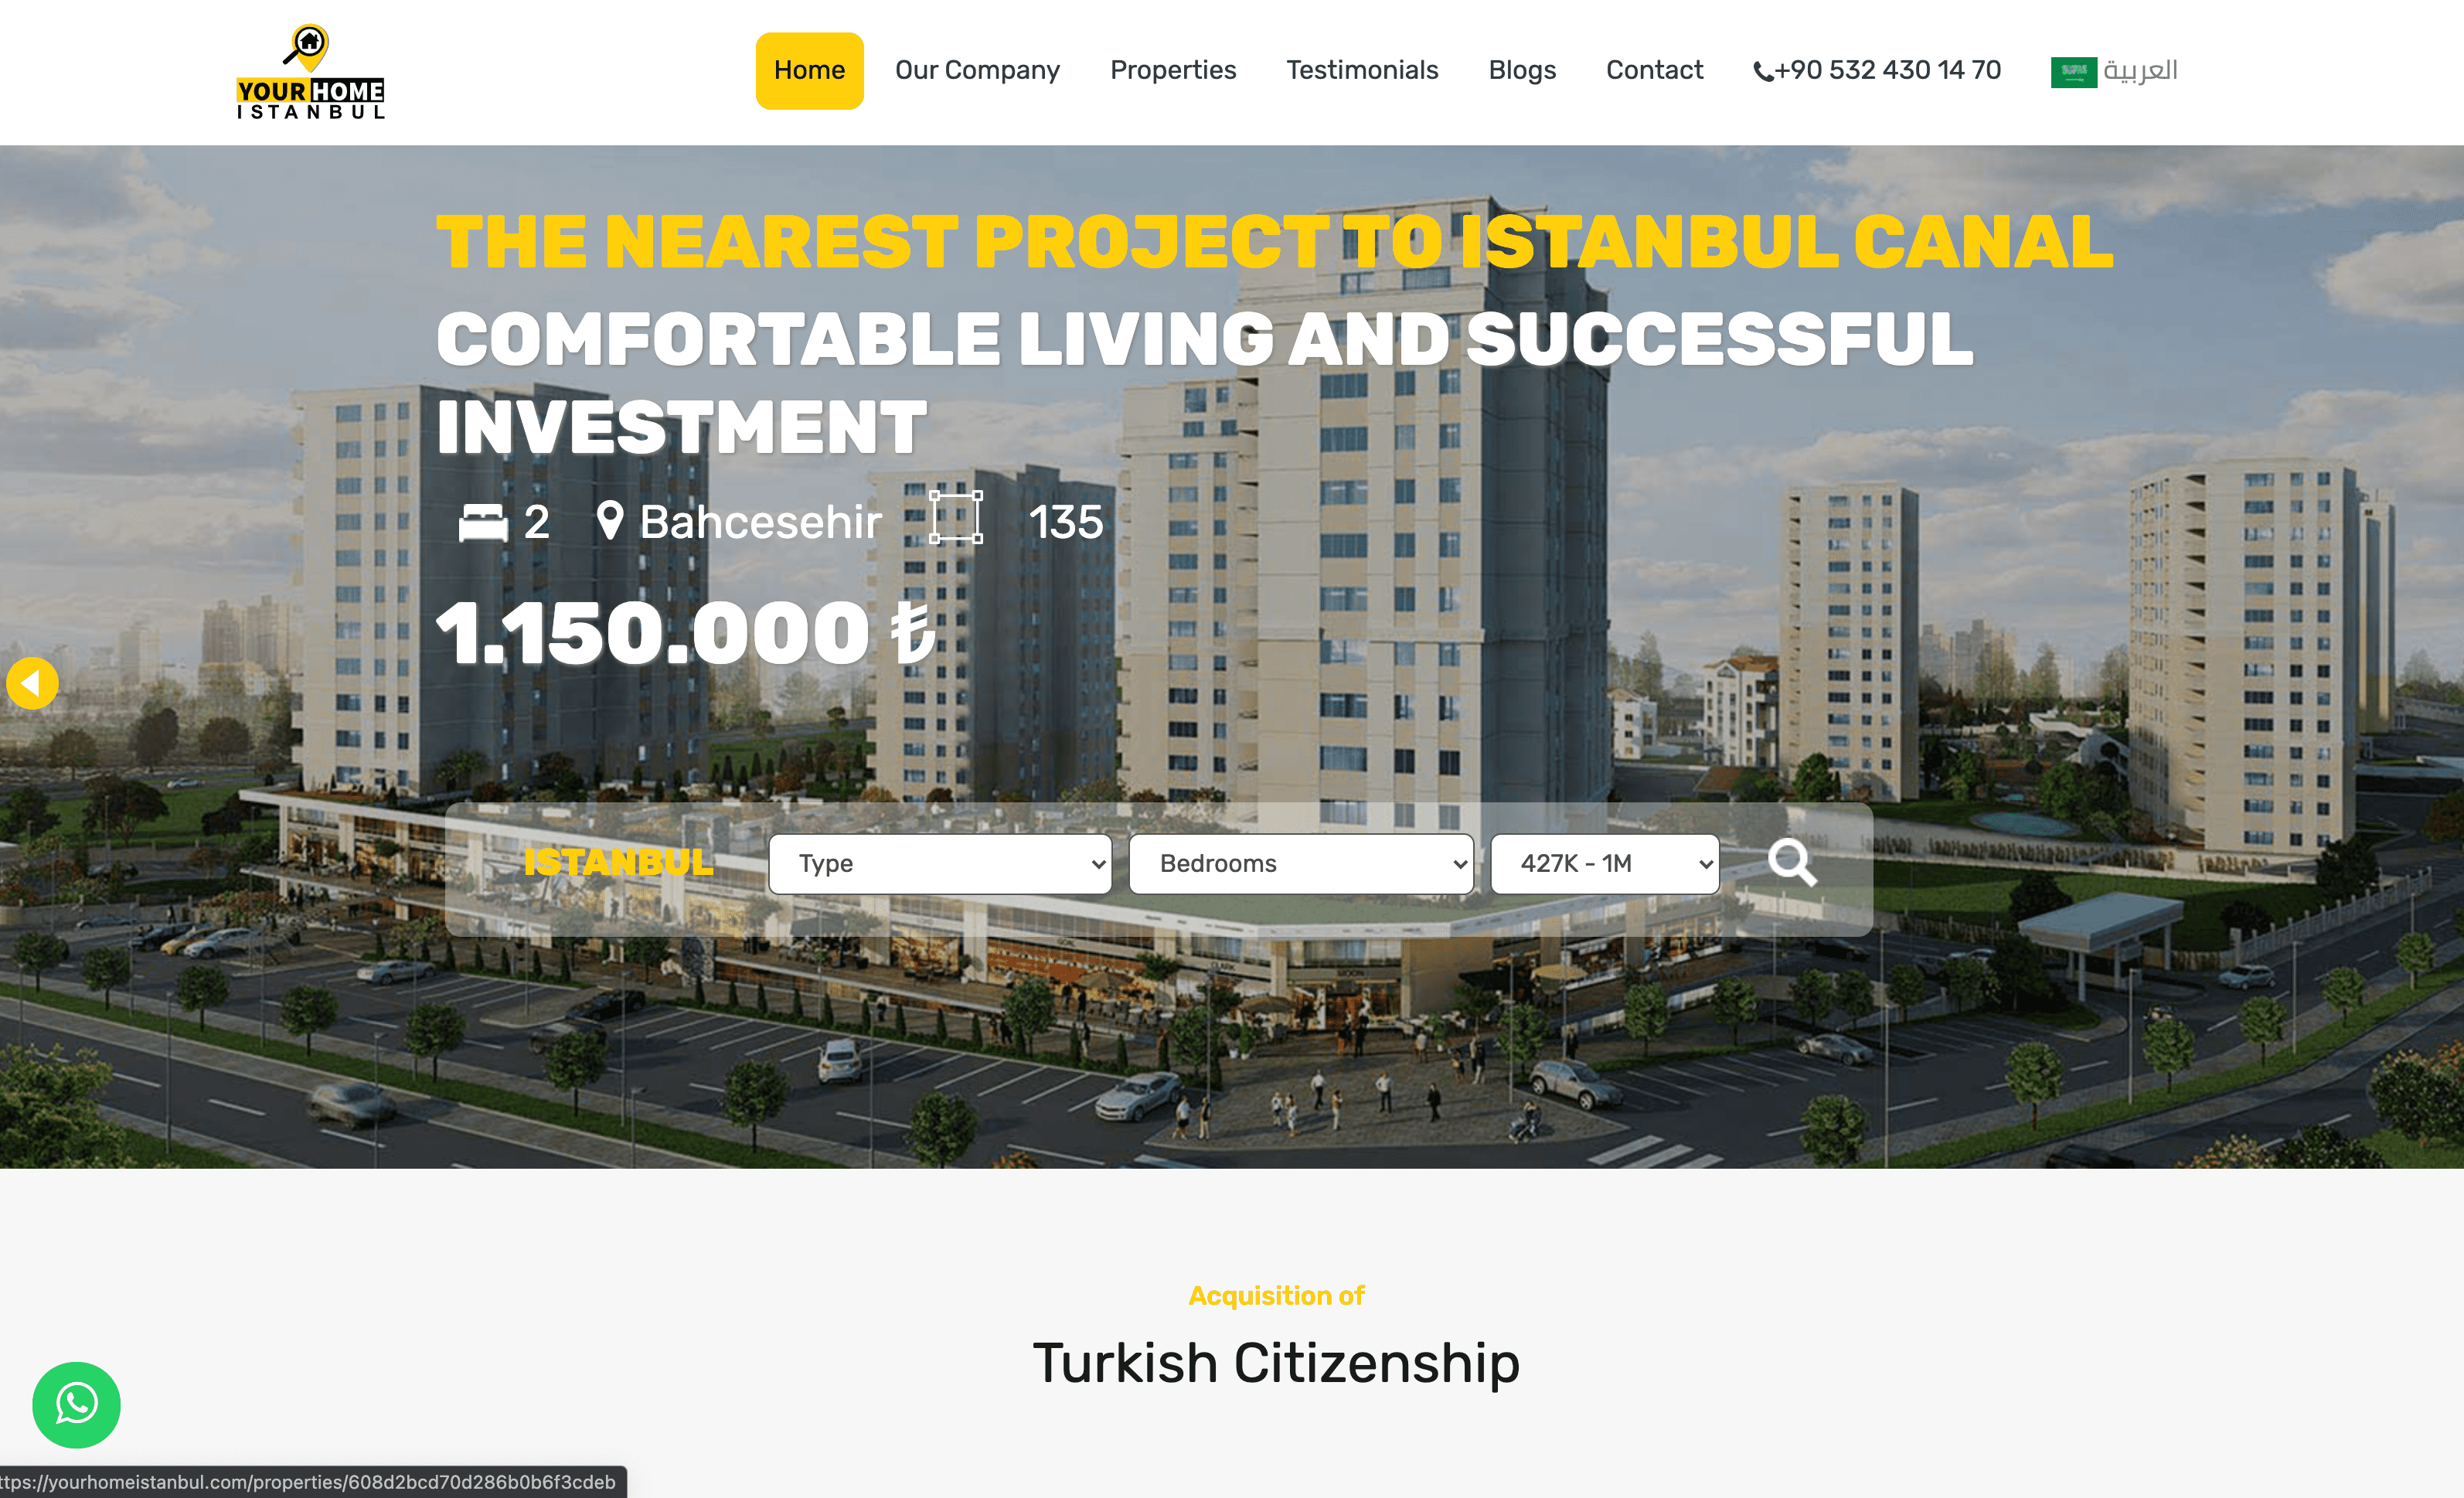 YOUR HOME
ISTANBUL
Home
Our Company
Properties
Testimonials
Blogs
Contact
+90 532 430 14 70
العربية
THE NEAREST PROJECT TO ISTANBUL CANAL
COMFORTABLE LIVING AND SUCCESSFUL
INVESTMENT
2 Bahcesehir 135
1.150.000 ₺
ISTANBUL
Type
Bedrooms
427K - 1M
MOON
Acquisition of
Turkish Citizenship
ttps://yourhomeistanbul.com/properties/608d2bcd70d286b0b6f3cdeb